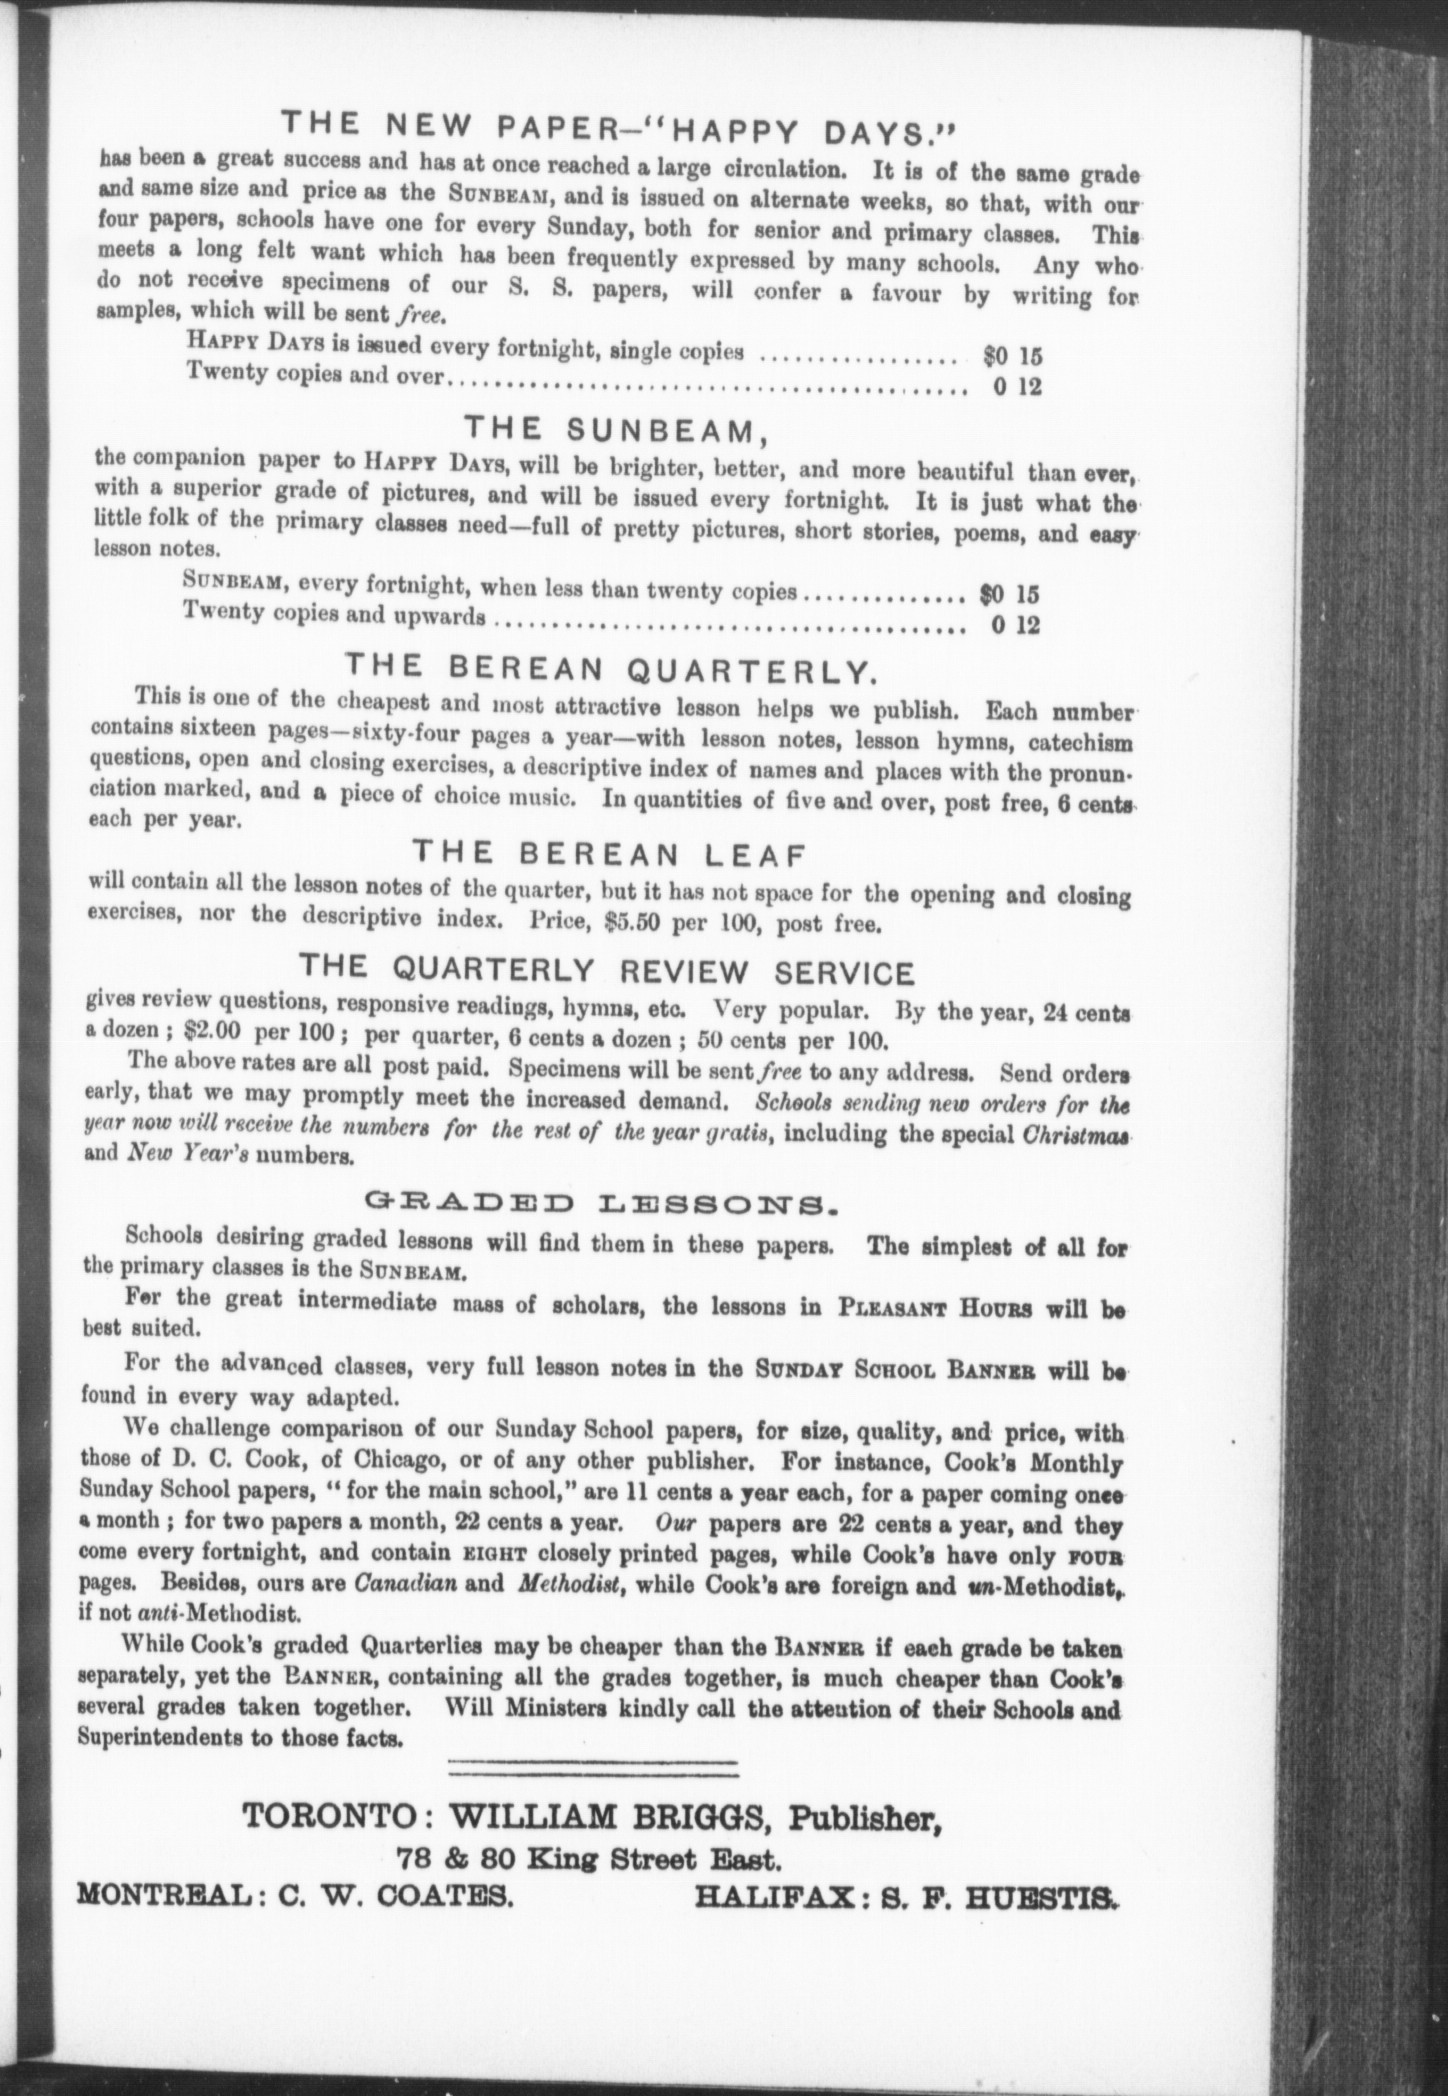 THE NEW PAPER—"HAPPY DAYS."
has been a great success and has at once reached a large circulation. It is of the same grade
and same size and price as the SUNBEAM, and is issued on alternate weeks, so that, with our
four papers, schools have one for every Sunday, both for senior and primary classes. This
meets a long felt want which has been frequently expressed by many schools. Any who
do not receive specimens of our S. S. papers, will confer a favour by writing for
samples, which will be sent free.
HAPPY DAYS is issued every fortnight, single copies ................. $0 15
Twenty copies and over............................................ 0 12
THE SUNBEAM,
the companion paper to HAPPY DAYS, will be brighter, better, and more beautiful than ever,
with a superior grade of pictures, and will be issued every fortnight. It is just what the
little folk of the primary classes need—full of pretty pictures, short stories, poems, and easy
lesson notes.
SUNBEAM, every fortnight, when less than twenty copies.............. $0 15
Twenty copies and upwards ........................................ 0 12
THE BEREAN QUARTERLY.
This is one of the cheapest and most attractive lesson helps we publish. Each number
contains sixteen pages—sixty-four pages a year—with lesson notes, lesson hymns, catechism
questions, open and closing exercises, a descriptive index of names and places with the pronun-
ciation marked, and a piece of choice music. In quantities of five and over, post free, 6 cents
each per year.
THE BEREAN LEAF
will contain all the lesson notes of the quarter, but it has not space for the opening and closing
exercises, nor the descriptive index. Price, $5.50 per 100, post free.
THE QUARTERLY REVIEW SERVICE
gives review questions, responsive readings, hymns, etc. Very popular. By the year, 24 cents
a dozen; $2.00 per 100; per quarter, 6 cents a dozen; 50 cents per 100.
The above rates are all post paid. Specimens will be sent free to any address. Send orders
early, that we may promptly meet the increased demand. Schools sending new orders for the
year now will receive the numbers for the rest of the year gratis, including the special Christmas
and New Year's numbers.
GRADED LESSONS.
Schools desiring graded lessons will find them in these papers. The simplest of all for
the primary classes is the SUNBEAM.
For the great intermediate mass of scholars, the lessons in PLEASANT HOURS will be
best suited.
For the advanced classes, very full lesson notes in the SUNDAY SCHOOL BANNER will be
found in every way adapted.
We challenge comparison of our Sunday School papers, for size, quality, and price, with
those of D. C. Cook, of Chicago, or of any other publisher. For instance, Cook's Monthly
Sunday School papers, "for the main school," are 11 cents a year each, for a paper coming once
a month; for two papers a month, 22 cents a year. Our papers are 22 cents a year, and they
come every fortnight, and contain EIGHT closely printed pages, while Cook's have only FOUR
pages. Besides, ours are Canadian and Methodist, while Cook's are foreign and un-Methodist,
if not anti-Methodist.
While Cook's graded Quarterlies may be cheaper than the BANNER if each grade be taken
separately, yet the BANNER, containing all the grades together, is much cheaper than Cook's
several grades taken together. Will Ministers kindly call the attention of their Schools and
Superintendents to those facts.
TORONTO: WILLIAM BRIGGS, Publisher,
78 & 80 King Street East.
MONTREAL: C. W. COATES. HALIFAX: S. F. HUESTIS.